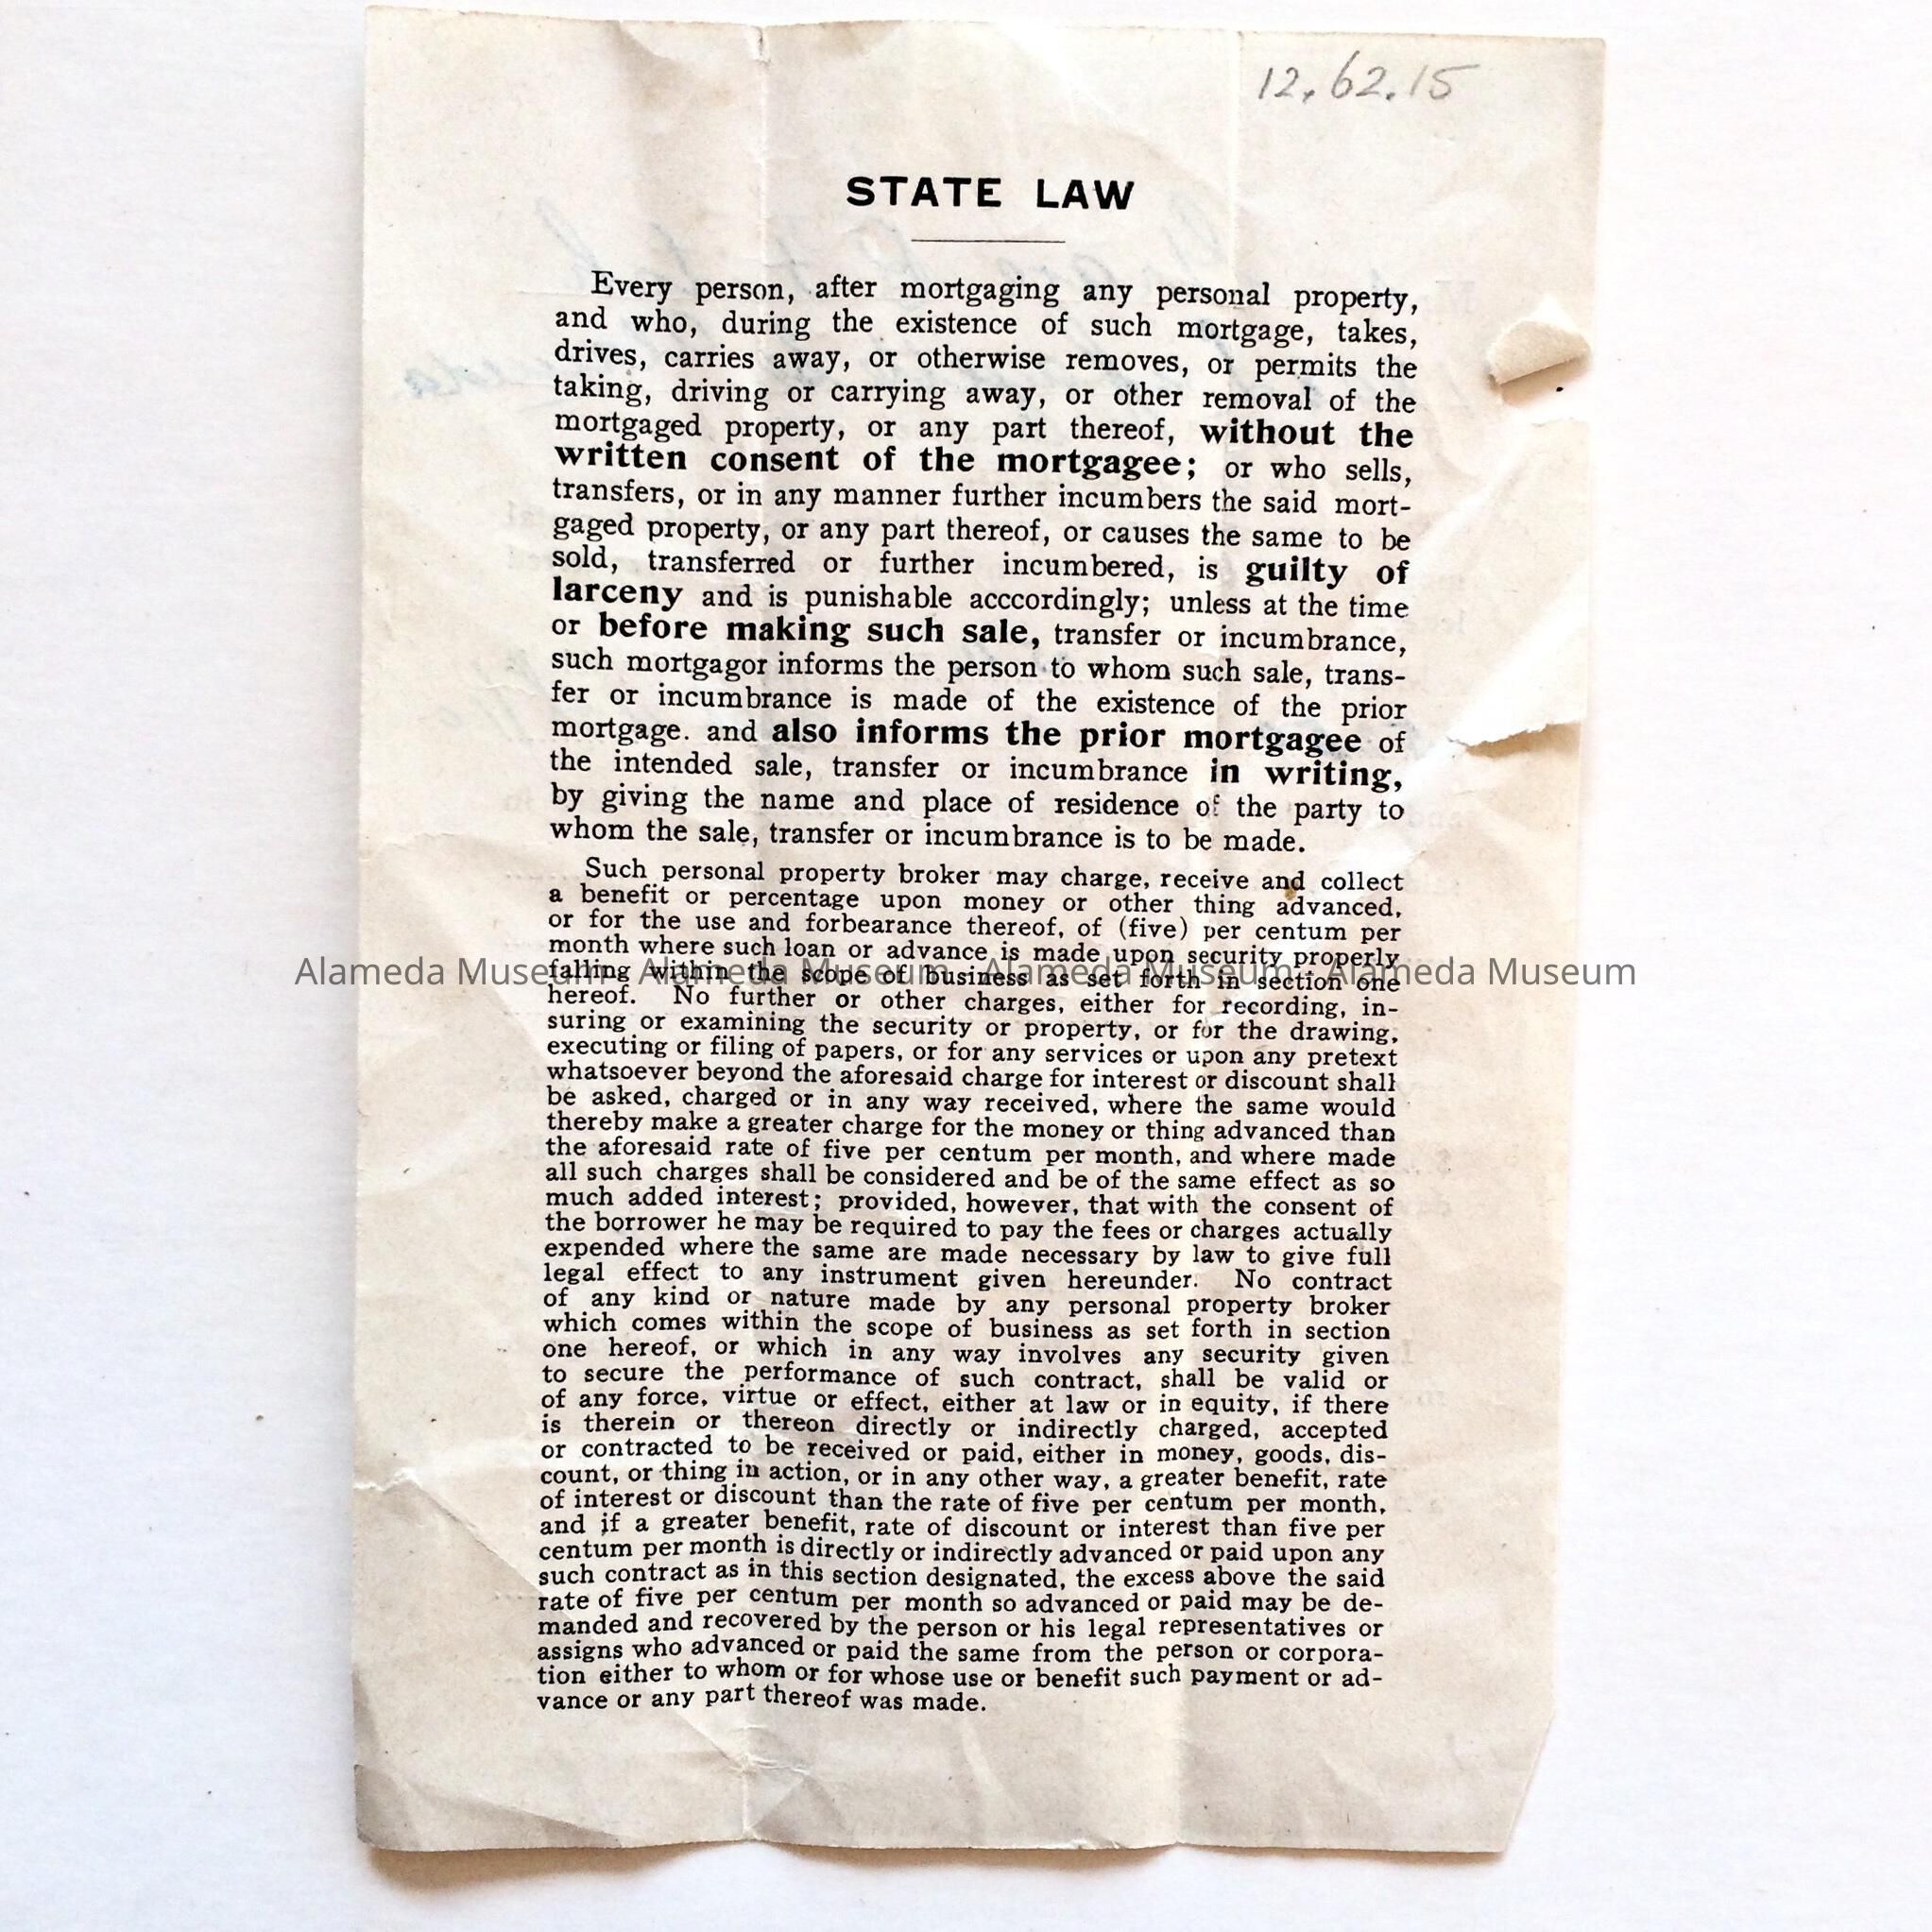 12.62.15
STATE LAW
Every person, after mortgaging any personal property,
and who, during the existence of such mortgage, takes,
drives, carries away, or otherwise removes, or permits the
taking, driving or carrying away, or other removal of the
mortgaged property, or any part thereof, without the
written consent of the mortgagee; or who sells,
transfers, or in any manner further incumbers the said mort-
gaged property, or any part thereof, or causes the same to be
sold, transferred or further incumbered, is guilty of
larceny and is punishable acccordingly; unless at the time
or before making such sale, transfer or incumbrance,
such mortgagor informs the person to whom such sale, trans-
fer or incumbrance is made of the existence of the prior
mortgage. and also informs the prior mortgagee of
the intended sale, transfer or incumbrance in writing,
by giving the name and place of residence of the party to
whom the sale, transfer or incumbrance is to be made.
Such personal property broker may charge, receive and collect
a benefit or percentage upon money or other thing advanced,
or for the use and forbearance thereof, of (five) per centum per
month where such loan or advance is made upon security properly
falling within the scope of business as set forth in section one
Alameda Museum - Alameda Museum - Alameda Museum - Alameda Museum
hereof. No further or other charges, either for recording, in-
suring or examining the security or property, or for the drawing,
executing or filing of papers, or for any services or upon any pretext
whatsoever beyond the aforesaid charge for interest or discount shall
be asked, charged or in any way received, where the same would
thereby make a greater charge for the money or thing advanced than
the aforesaid rate of five per centum per month, and where made
all such charges shall be considered and be of the same effect as so
much added interest; provided, however, that with the consent of
the borrower he may be required to pay the fees or charges actually
expended where the same are made necessary by law to give full
legal effect to any instrument given hereunder. No contract
of any kind or nature made by any personal property broker
which comes within the scope of business as set forth in section
one hereof, or which in any way involves any security given
to secure the performance of such contract, shall be valid or
of any force, virtue or effect, either at law or in equity, if there
is therein or thereon directly or indirectly charged, accepted
or contracted to be received or paid, either in money, goods, dis-
count, or thing in action, or in any other way, a greater benefit, rate
of interest or discount than the rate of five per centum per month,
and if a greater benefit, rate of discount or interest than five per
centum per month is directly or indirectly advanced or paid upon any
such contract as in this section designated, the excess above the said
rate of five per centum per month so advanced or paid may be de-
manded and recovered by the person or his legal representatives or
assigns who advanced or paid the same from the person or corpora-
tion either to whom or for whose use or benefit such payment or ad-
vance or any part thereof was made.